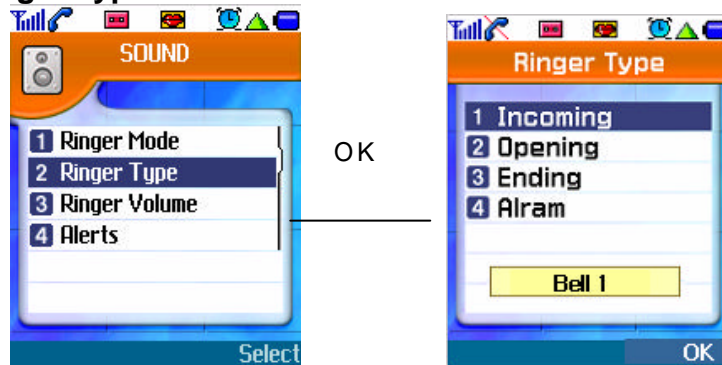 SOUND
1 Ringer Mode
2 Ringer Type
3 Ringer Volume
4 Alerts
Select
OK
Ringer Type
1 Incoming
2 Opening
3 Ending
4 Alram
Bell 1
OK